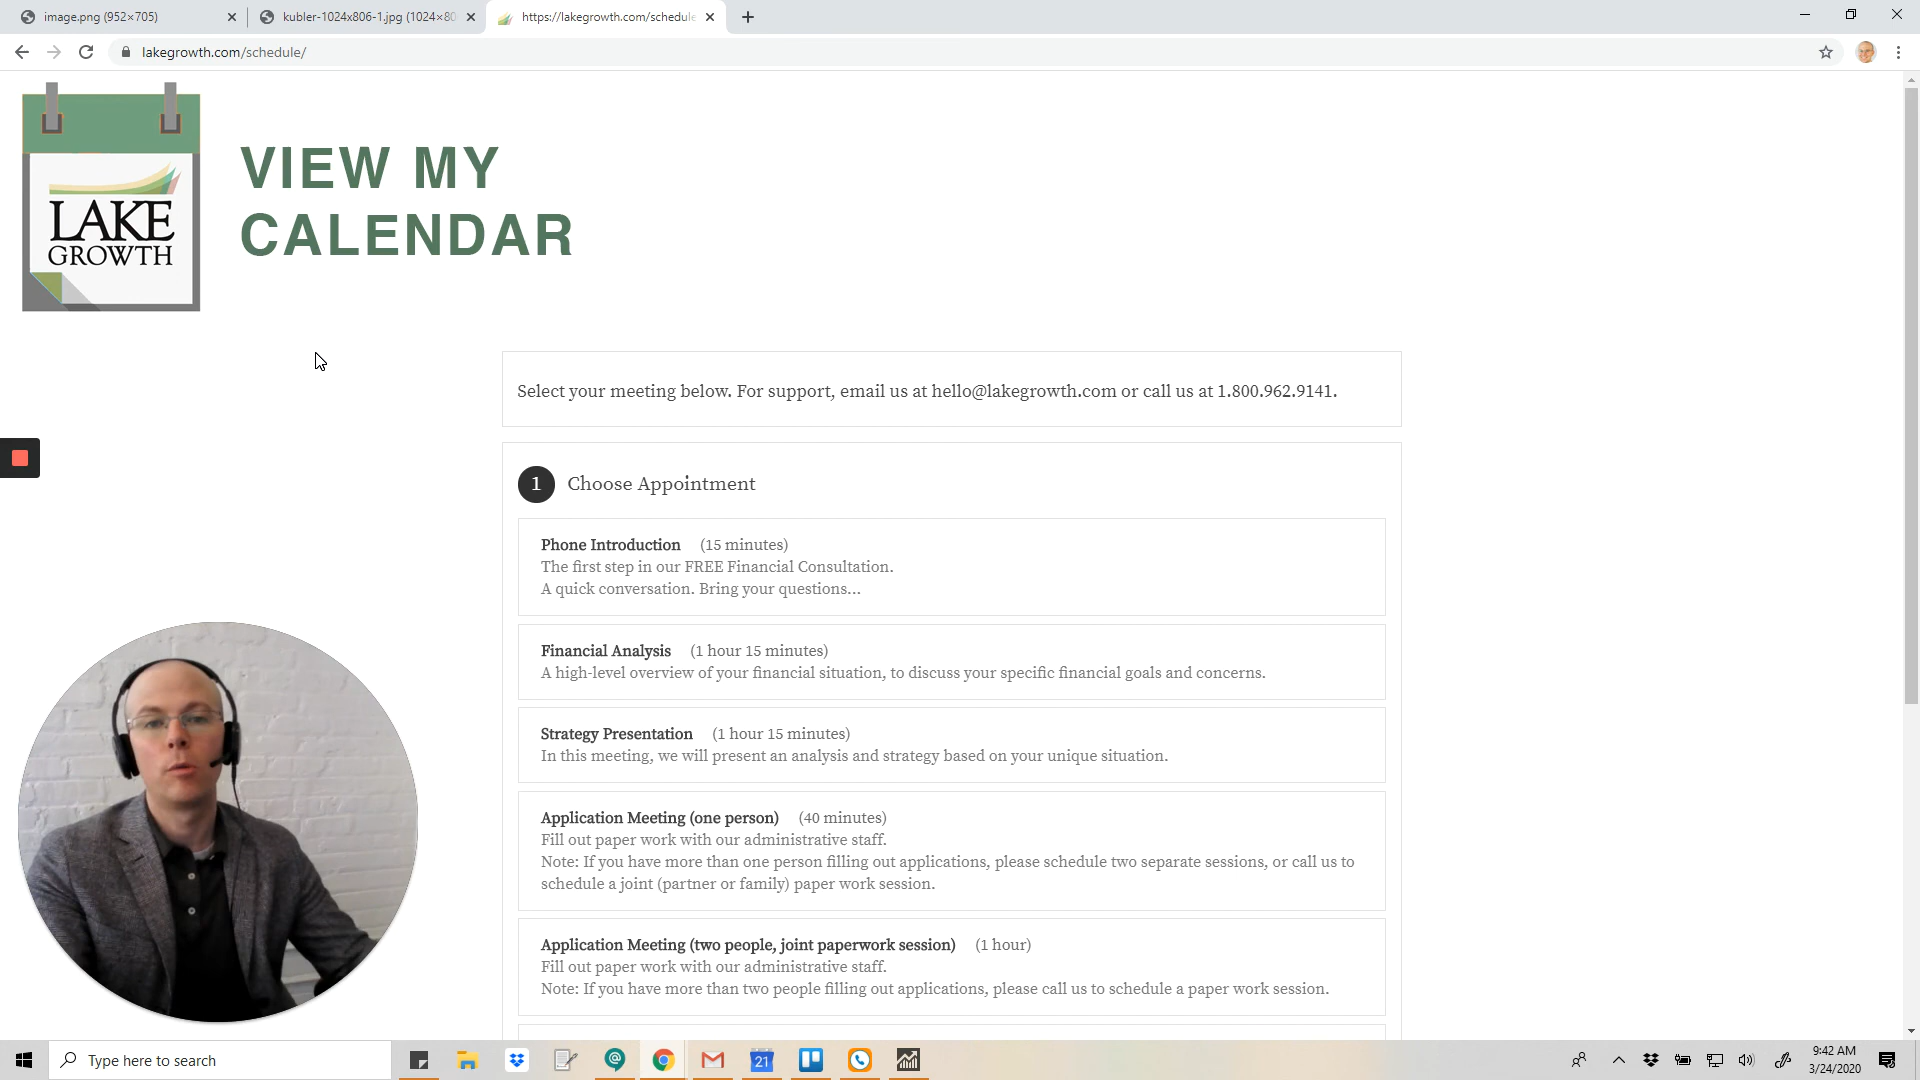 image.png (952×705)
kubler-1024x806-1.jpg (1024×80
https://lakegrowth.com/schedule
lakegrowth.com/schedule/
LAKE
GROWTH
VIEW MY
CALENDAR
Select your meeting below. For support, email us at hello@lakegrowth.com or call us at 1.800.962.9141.
1 Choose Appointment
Phone Introduction (15 minutes)
The first step in our FREE Financial Consultation.
A quick conversation. Bring your questions...
Financial Analysis (1 hour 15 minutes)
A high-level overview of your financial situation, to discuss your specific financial goals and concerns.
Strategy Presentation (1 hour 15 minutes)
In this meeting, we will present an analysis and strategy based on your unique situation.
Application Meeting (one person) (40 minutes)
Fill out paper work with our administrative staff.
Note: If you have more than one person filling out applications, please schedule two separate sessions, or call us to
schedule a joint (partner or family) paper work session.
Application Meeting (two people, joint paperwork session) (1 hour)
Fill out paper work with our administrative staff.
Note: If you have more than two people filling out applications, please call us to schedule a paper work session.
Type here to search
21
9:42 AM
3/24/2020